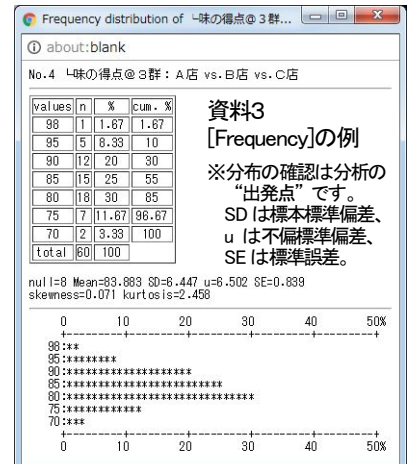 Frequency distribution of └味の得点@３群...
about:blank
No.4 └味の得点@３群：A店 vs.B店 vs.C店
values n % cum. %
98 1 1.67 1.67
95 5 8.33 10
90 12 20 30
85 15 25 55
80 18 30 85
75 7 11.67 96.67
70 2 3.33 100
total 60 100
資料3
[Frequency]の例
※分布の確認は分析の
“出発点”です。
SDは標本標準偏差、
uは不偏標準偏差、
SEは標準誤差。
null=8 Mean=83.883 SD=6.447 u=6.502 SE=0.839
skewness=0.071 kurtosis=2.458
0 10 20 30 40 50%
+---------+---------+---------+---------+---------+
98:**
95:********
90:********************
85:*************************
80:******************************
75:************
70:***
+---------+---------+---------+---------+---------+
0 10 20 30 40 50%